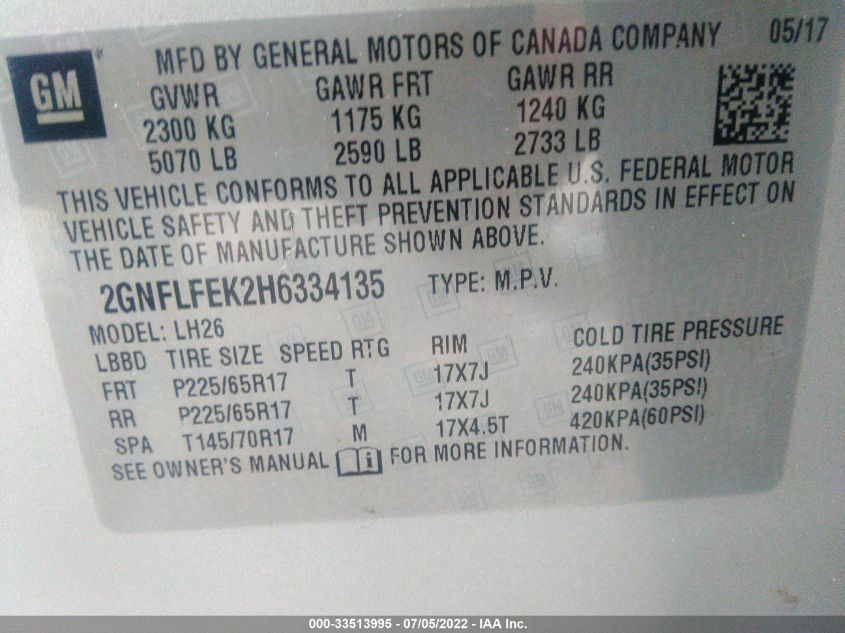 GM
MFD BY GENERAL MOTORS OF CANADA COMPANY 05/17
GVWR GAWR FRT GAWR RR
2300 KG 1175 KG 1240 KG
5070 LB 2590 LB 2733 LB
THIS VEHICLE CONFORMS TO ALL APPLICABLE U.S. FEDERAL MOTOR
VEHICLE SAFETY AND THEFT PREVENTION STANDARDS IN EFFECT ON
THE DATE OF MANUFACTURE SHOWN ABOVE.
2GNFLFEK2H6334135 TYPE: M.P.V.
MODEL: LH26
LBBD TIRE SIZE SPEED RTG RIM COLD TIRE PRESSURE
FRT P225/65R17 T 17X7J 240KPA(35PSI)
RR P225/65R17 T 17X7J 240KPA(35PSI)
SPA T145/70R17 M 17X4.5T 420KPA(60PSI)
SEE OWNER'S MANUAL i FOR MORE INFORMATION.
000-33513995 - 07/05/2022 - IAA Inc.